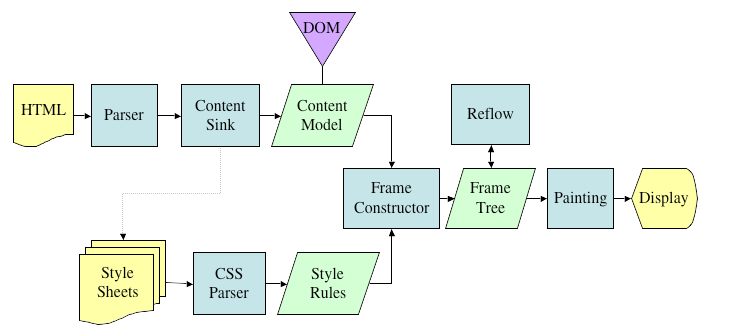 DOM
HTML
Parser
Content
Sink
Content
Model
Reflow
Frame
Constructor
Frame
Tree
Painting
Display
Style
Sheets
CSS
Parser
Style
Rules